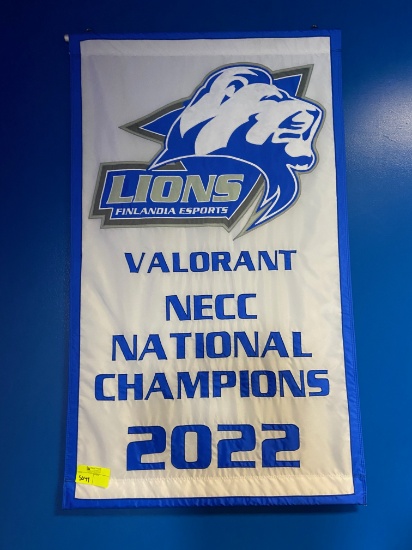 LIONS
FINLANDIA ESPORTS
VALORANT
NECC
NATIONAL
CHAMPIONS
2022